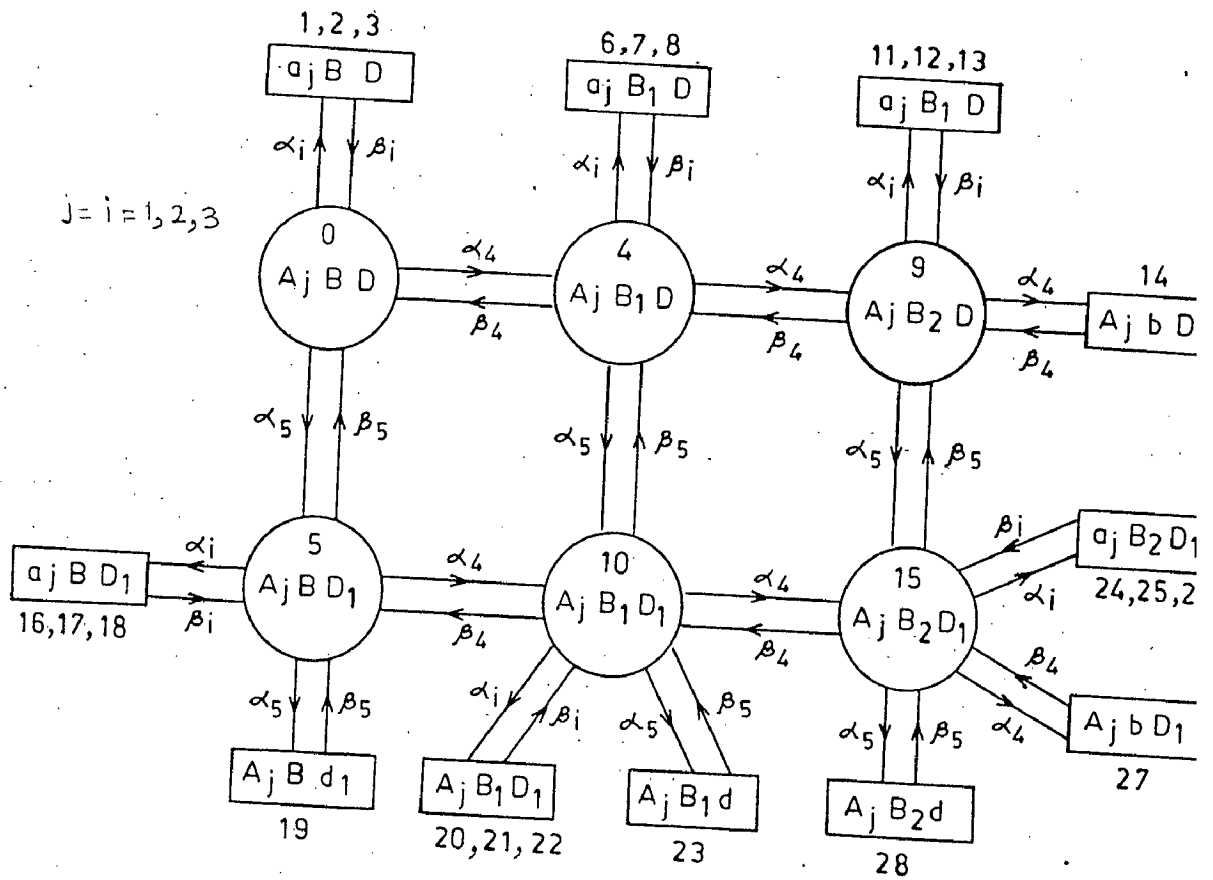 1,2,3
aj B D
6,7,8
aj B1 D
11,12,13
aj B1 D
αi βi
αi βi
αi βi
j= i = 1,2,3
0
Aj B D
α4
β4
4
Aj B1 D
α4
β4
9
Aj B2 D
α4
β4
14
Aj b D
α5 β5
α5 β5
α5 β5
aj B D1
16,17,18
αi
βi
5
Aj B D1
α4
β4
10
Aj B1 D1
α4
β4
15
Aj B2 D1
βi
αi
aj B2 D1
24,25,2
β4
α4
Aj b D1
27
α5 β5
αi βi
α5 β5
α5 β5
Aj B d1
19
Aj B1 D1
20,21,22
Aj B1 d
23
Aj B2 d
28